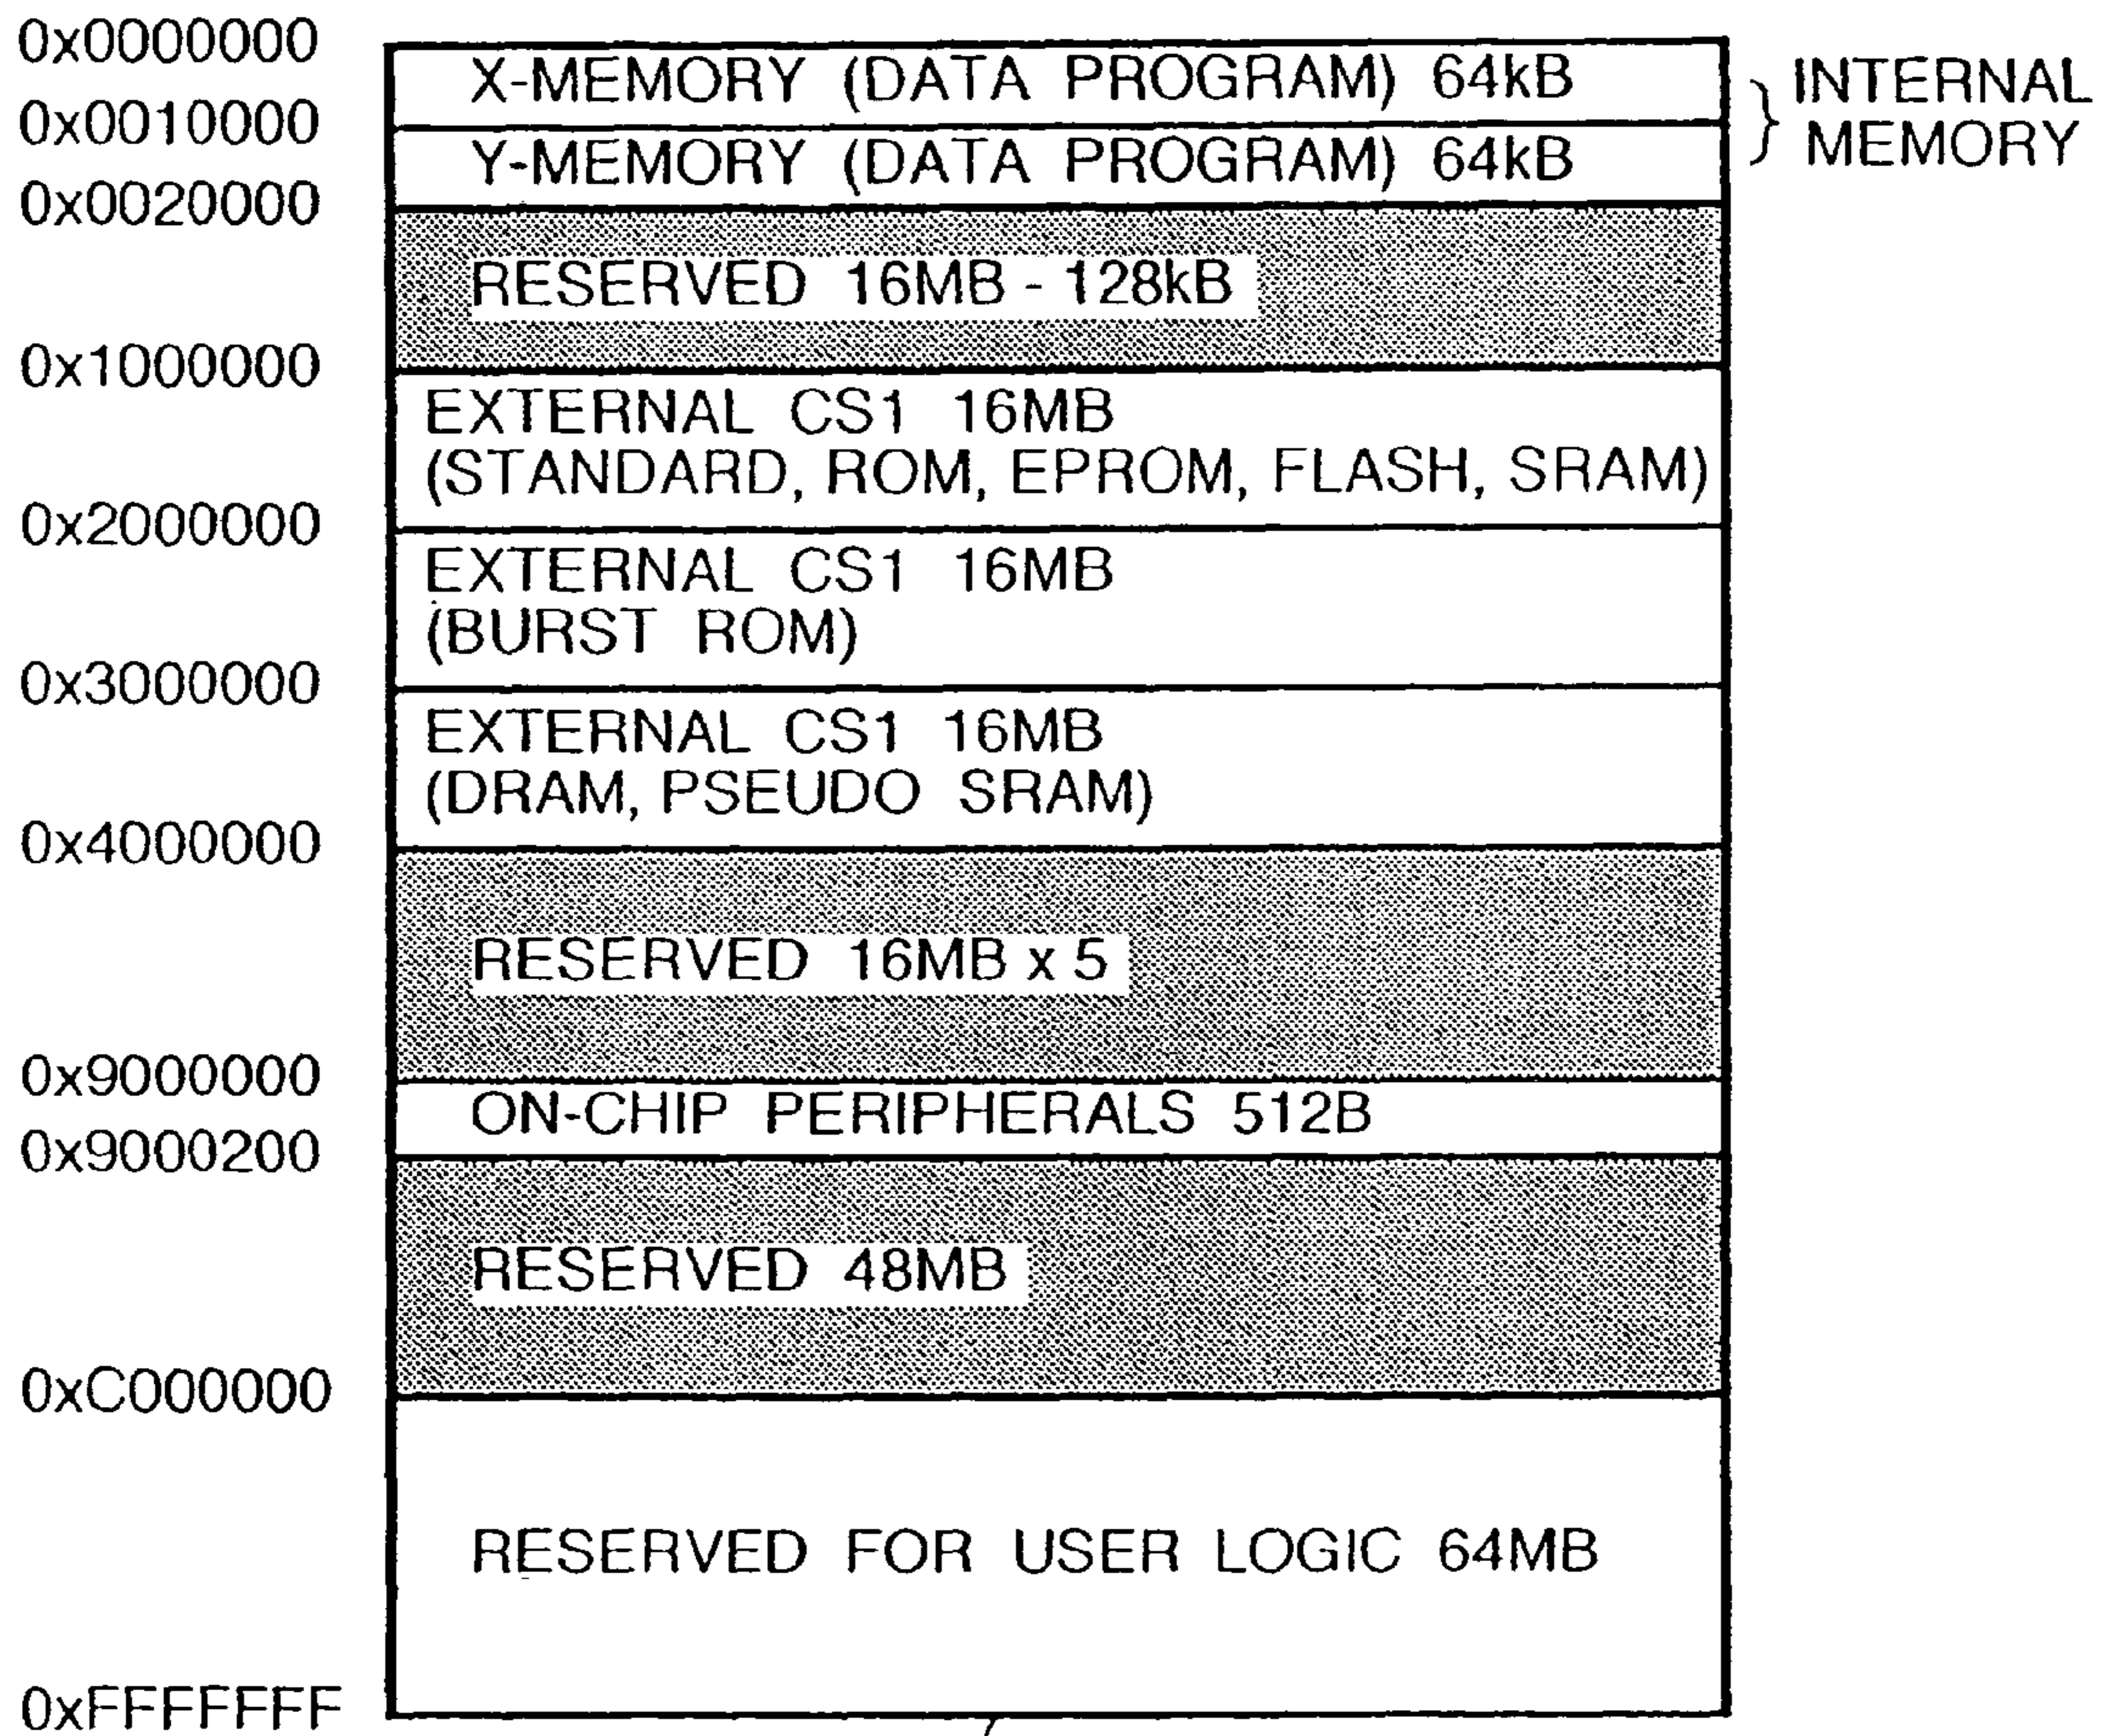 0x0000000
X-MEMORY (DATA PROGRAM) 64kB
INTERNAL
MEMORY
0x0010000
Y-MEMORY (DATA PROGRAM) 64kB
0x0020000
RESERVED 16MB - 128kB
0x1000000
EXTERNAL CS1 16MB
(STANDARD, ROM, EPROM, FLASH, SRAM)
0x2000000
EXTERNAL CS1 16MB
(BURST ROM)
0x3000000
EXTERNAL CS1 16MB
(DRAM, PSEUDO SRAM)
0x4000000
RESERVED 16MB x 5
0x9000000
ON-CHIP PERIPHERALS 512B
0x9000200
RESERVED 48MB
0xC000000
RESERVED FOR USER LOGIC 64MB
0xFFFFFFF